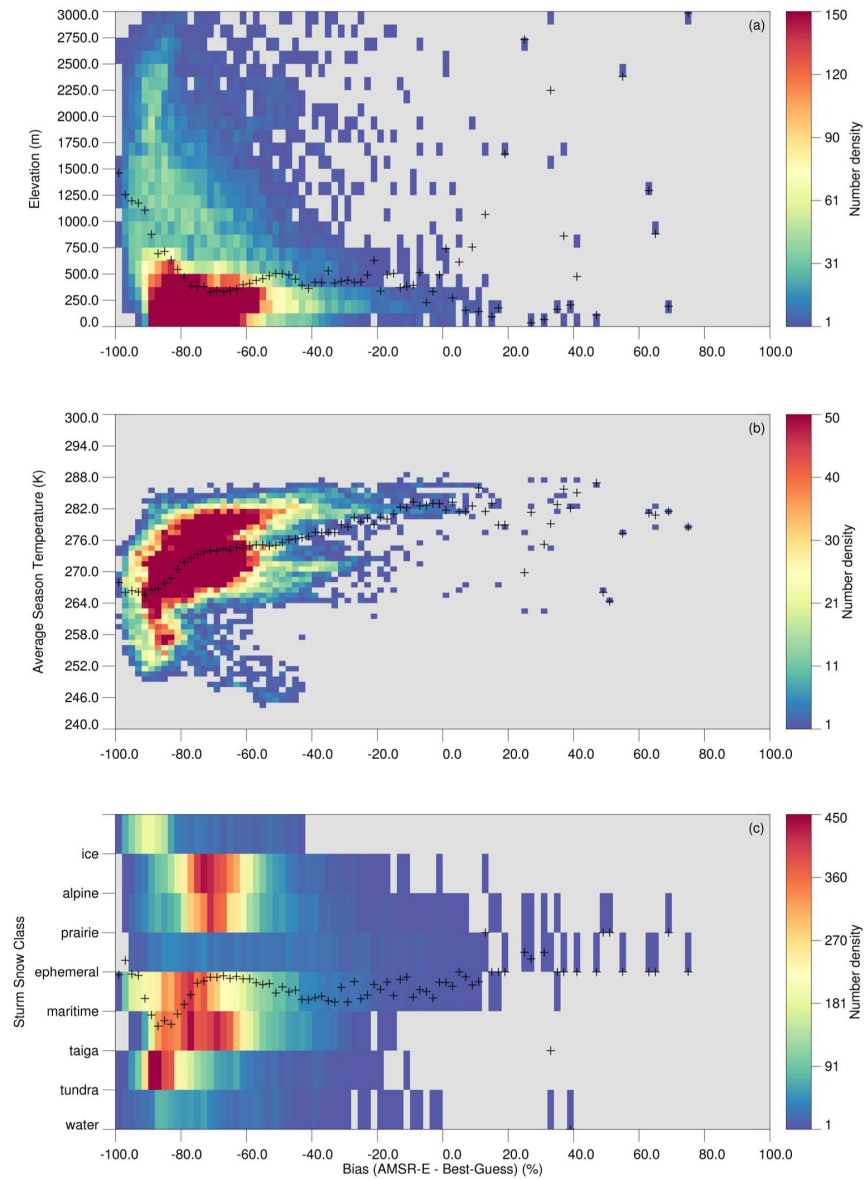 (a)
3000.0
2750.0
2500.0
2250.0
2000.0
1750.0
1500.0
1250.0
1000.0
750.0
500.0
250.0
0.0
Elevation (m)
-100.0 -80.0 -60.0 -40.0 -20.0 0.0 20.0 40.0 60.0 80.0 100.0
150
120
90
61
31
1
Number density
(b)
300.0
294.0
288.0
282.0
276.0
270.0
264.0
258.0
252.0
246.0
240.0
Average Season Temperature (K)
-100.0 -80.0 -60.0 -40.0 -20.0 0.0 20.0 40.0 60.0 80.0 100.0
50
40
30
21
11
1
Number density
(c)
ice
alpine
prairie
ephemeral
maritime
taiga
tundra
water
Sturm Snow Class
-100.0 -80.0 -60.0 -40.0 -20.0 0.0 20.0 40.0 60.0 80.0 100.0
Bias (AMSR-E - Best-Guess) (%)
450
360
270
181
91
1
Number density